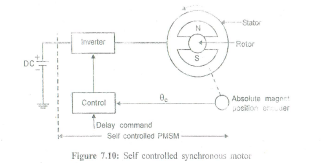 N
Stator
Inverter
Rotor
DC
S
Control
θc
Absolute magnet
position
Delay command
Self controlled PMSM
Figure 7.10: Self controlled synchronous motor